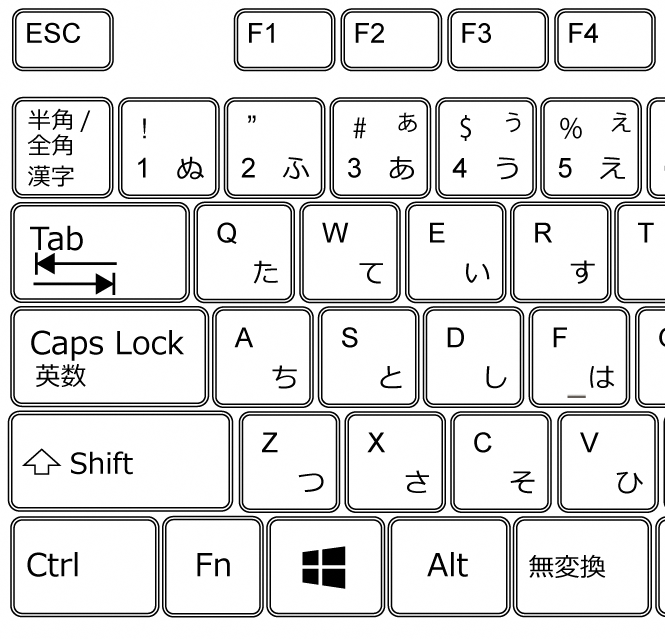 ESC F1 F2 F3 F4
半角 / ! ” # ぁ $ ぅ % ぇ
全角
漢字 1 ぬ 2 ふ 3 あ 4 う 5 え
Q W E R T
Tab
た て い す
A S D F
Caps Lock
英数 ち と し _ は
Z X C V
Shift
つ さ そ ひ
Ctrl Fn Alt 無変換